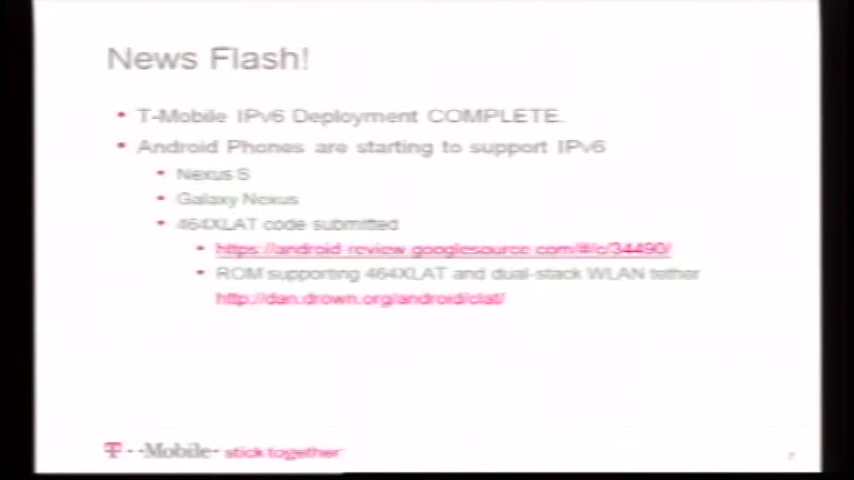 News Flash!
• T-Mobile IPv6 Deployment COMPLETE.
• Android Phones are starting to support IPv6
• Nexus S
• Galaxy Nexus
• 464XLAT code submitted
• https://android-review.googlesource.com/#/c/34490/
• ROM supporting 464XLAT and dual-stack WLAN tether
http://dan.drown.org/android/clat/
T··Mobile· stick together
7